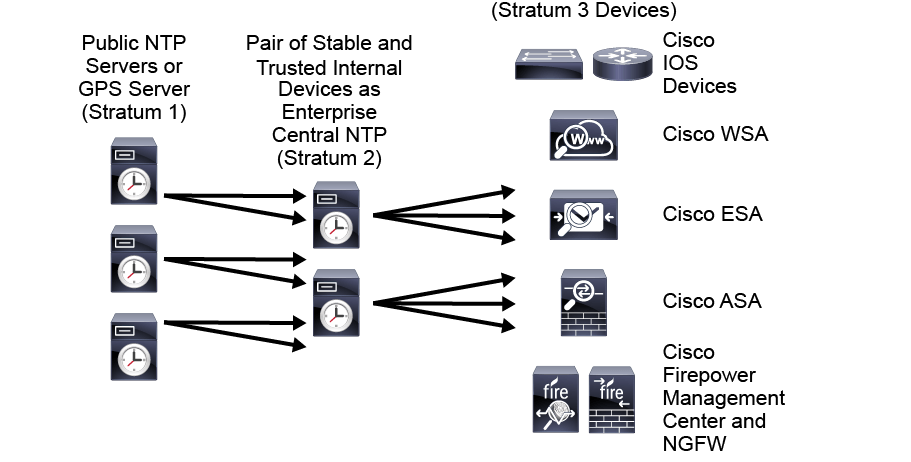 Public NTP
Servers or
GPS Server
(Stratum 1)
Pair of Stable and
Trusted Internal
Devices as
Enterprise
Central NTP
(Stratum 2)
(Stratum 3 Devices)
Cisco
IOS
Devices
Www
Cisco WSA
Cisco ESA
Cisco ASA
fire
fire
Cisco
Firepower
Management
Center and
NGFW